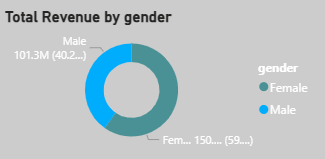 Total Revenue by gender
Male
101.3M (40.2...)
gender
Female
Male
Fem... 150.... (59....)